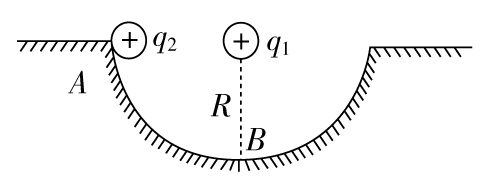 + q₂ + q₁
A
R
B